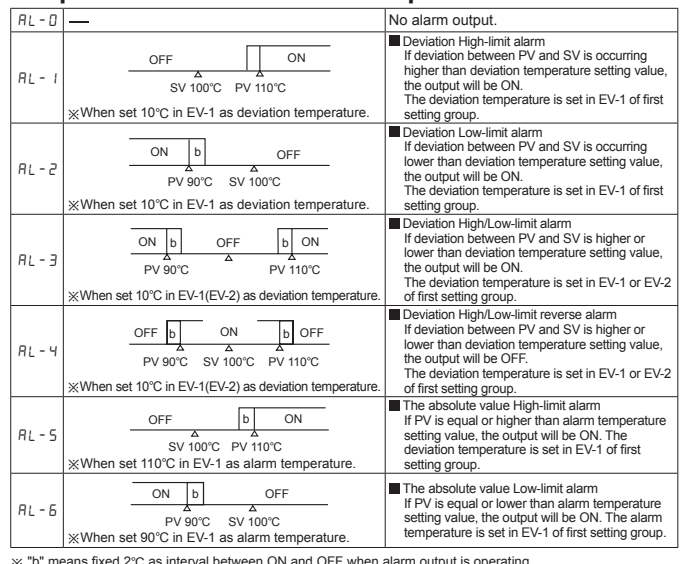 AL-0 — No alarm output.
AL-1
OFF ON
SV 100℃ PV 110℃
※When set 10℃ in EV-1 as deviation temperature.
■ Deviation High-limit alarm
If deviation between PV and SV is occurring
higher than deviation temperature setting value,
the output will be ON.
The deviation temperature is set in EV-1 of first
setting group.
AL-2
ON b OFF
PV 90℃ SV 100℃
※When set 10℃ in EV-1 as deviation temperature.
■ Deviation Low-limit alarm
If deviation between PV and SV is occurring
lower than deviation temperature setting value,
the output will be ON.
The deviation temperature is set in EV-1 of first
setting group.
AL-3
ON b OFF b ON
PV 90℃ PV 110℃
※When set 10℃ in EV-1(EV-2) as deviation temperature.
■ Deviation High/Low-limit alarm
If deviation between PV and SV is higher or
lower than deviation temperature setting value,
the output will be ON.
The deviation temperature is set in EV-1 or EV-2
of first setting group.
AL-4
OFF b ON b OFF
PV 90℃ SV 100℃ PV 110℃
※When set 10℃ in EV-1(EV-2) as deviation temperature.
■ Deviation High/Low-limit reverse alarm
If deviation between PV and SV is higher or
lower than deviation temperature setting value,
the output will be OFF.
The deviation temperature is set in EV-1 or EV-2
of first setting group.
AL-5
OFF b ON
SV 100℃ PV 110℃
※When set 110℃ in EV-1 as alarm temperature.
■ The absolute value High-limit alarm
If PV is equal or higher than alarm temperature
setting value, the output will be ON. The
deviation temperature is set in EV-1 of first
setting group.
AL-6
ON b OFF
PV 90℃ SV 100℃
※When set 90℃ in EV-1 as alarm temperature.
■ The absolute value Low-limit alarm
If PV is equal or lower than alarm temperature
setting value, the output will be ON. The alarm
temperature is set in EV-1 of first setting group.
※ "b" means fixed 2℃ as interval between ON and OFF when alarm output is operating